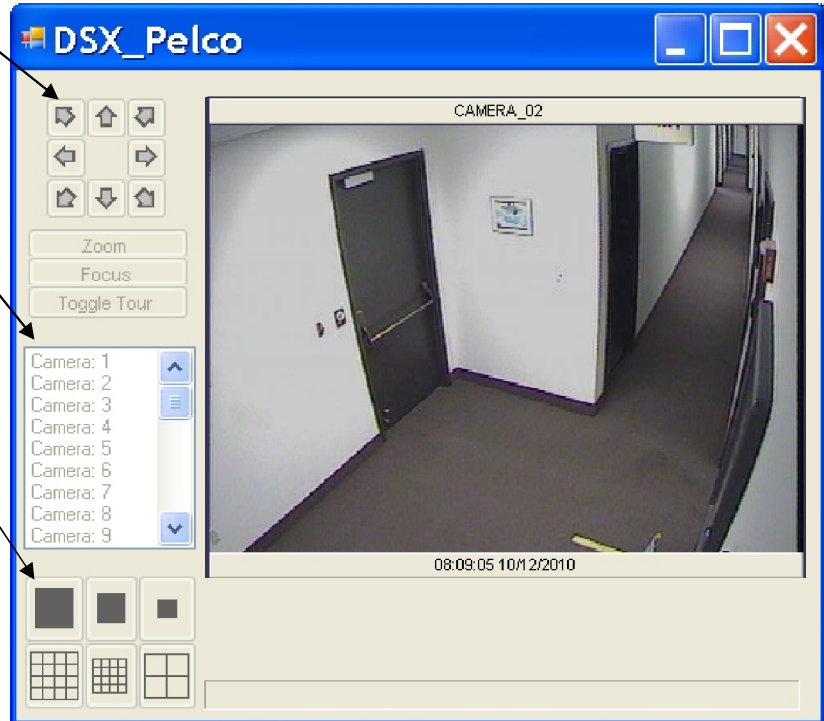 DSX_Pelco
CAMERA_02
Zoom
Focus
Toggle Tour
Camera: 1
Camera: 2
Camera: 3
Camera: 4
Camera: 5
Camera: 6
Camera: 7
Camera: 8
Camera: 9
08:09:05 10/12/2010